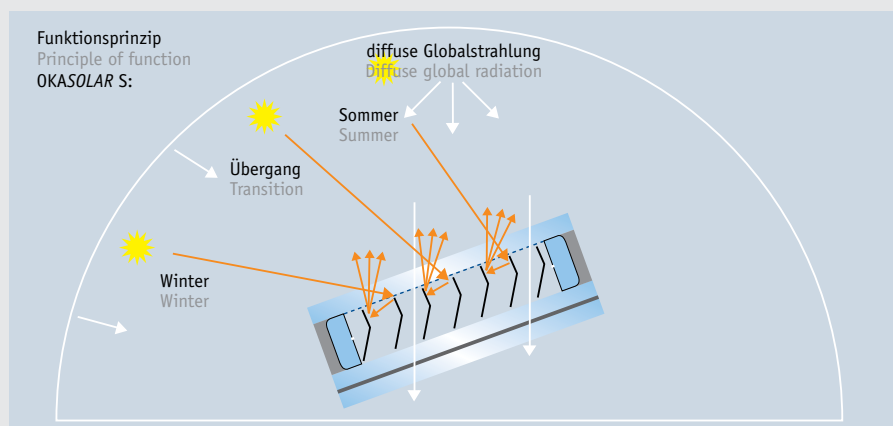 Funktionsprinzip
Principle of function
OKASOLAR S:
diffuse Globalstrahlung
Diffuse global radiation
Sommer
Summer
Übergang
Transition
Winter
Winter